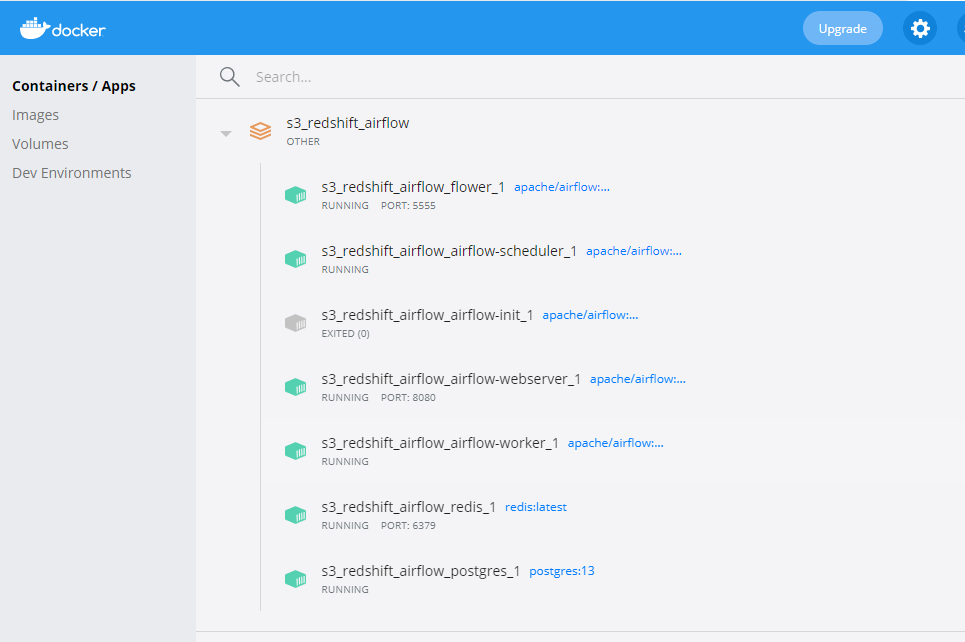 docker
Upgrade
Containers / Apps
Images
Volumes
Dev Environments
Search...
s3_redshift_airflow
OTHER
s3_redshift_airflow_flower_1 apache/airflow:...
RUNNING PORT: 5555
s3_redshift_airflow_airflow-scheduler_1 apache/airflow:...
RUNNING
s3_redshift_airflow_airflow-init_1 apache/airflow:...
EXITED (0)
s3_redshift_airflow_airflow-webserver_1 apache/airflow:...
RUNNING PORT: 8080
s3_redshift_airflow_airflow-worker_1 apache/airflow:...
RUNNING
s3_redshift_airflow_redis_1 redis:latest
RUNNING PORT: 6379
s3_redshift_airflow_postgres_1 postgres:13
RUNNING